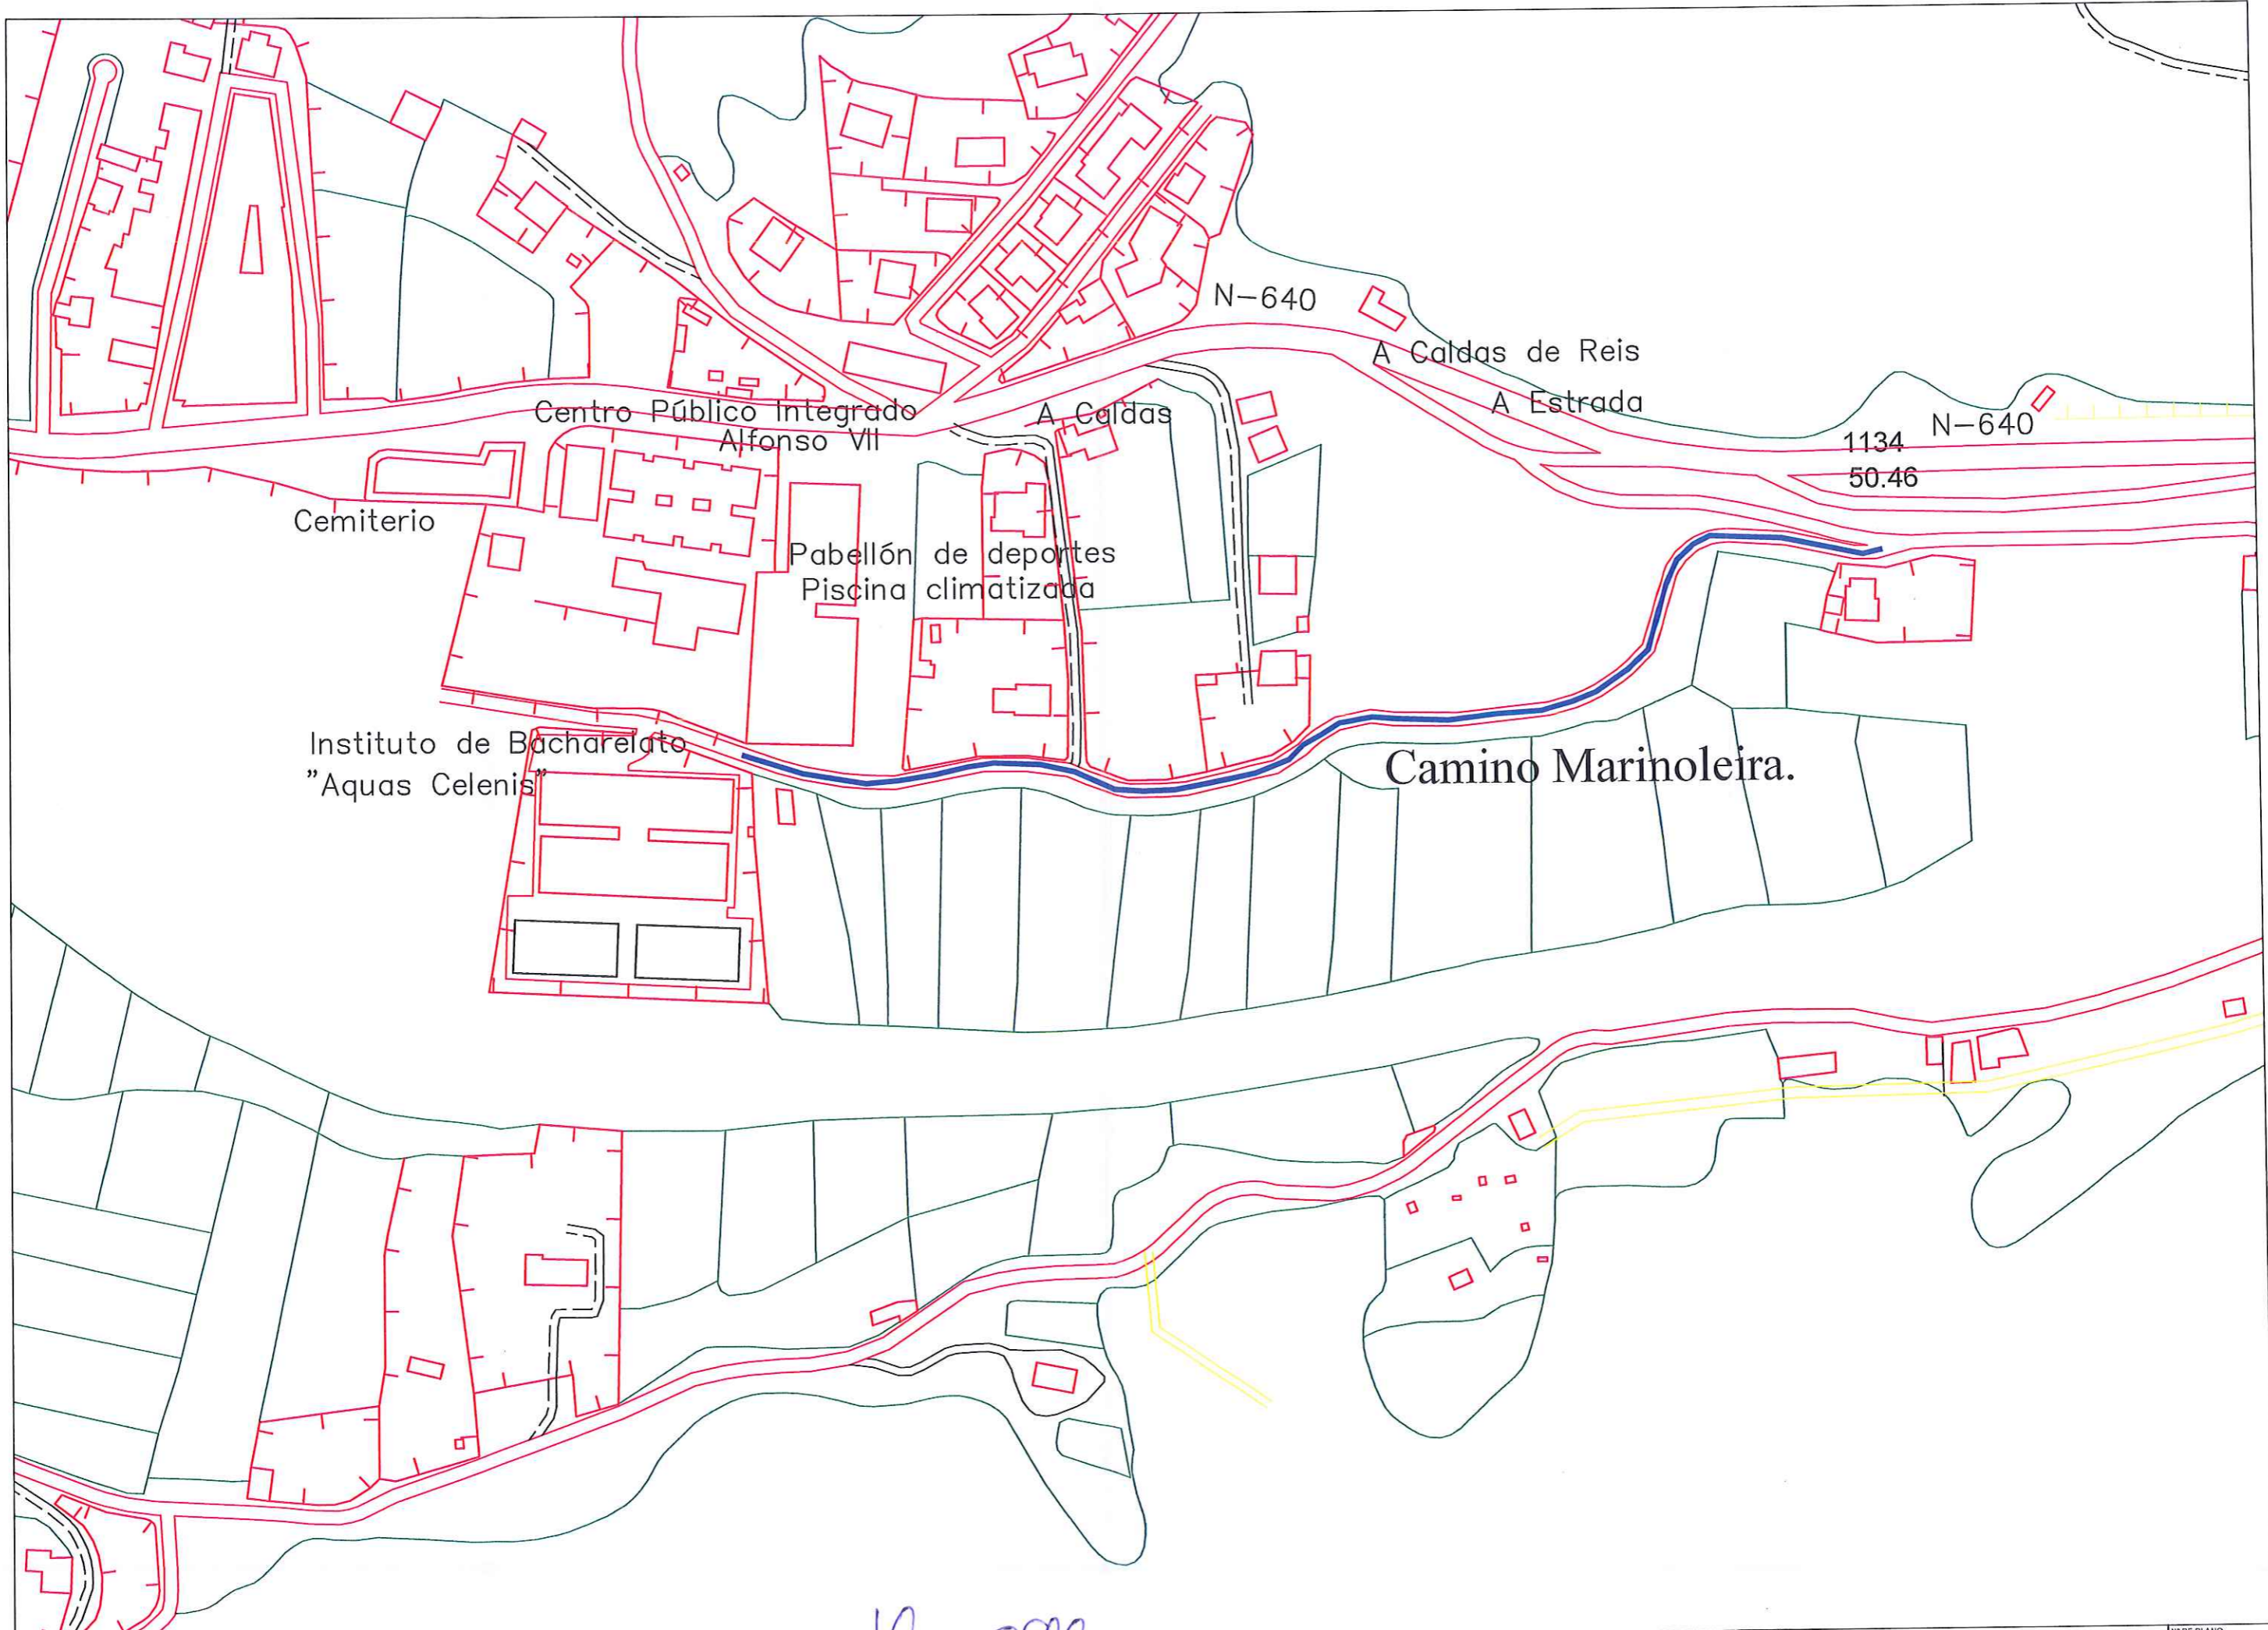 N-640
A Caldas de Reis
A Estrada
Centro Público Integrado
Alfonso VII
A Caldas
N-640
1134
50.46
Cemiterio
Pabellón de deportes
Piscina climatizada
Instituto de Bacharelato
"Aquas Celenis"
Camino Marinoleira.